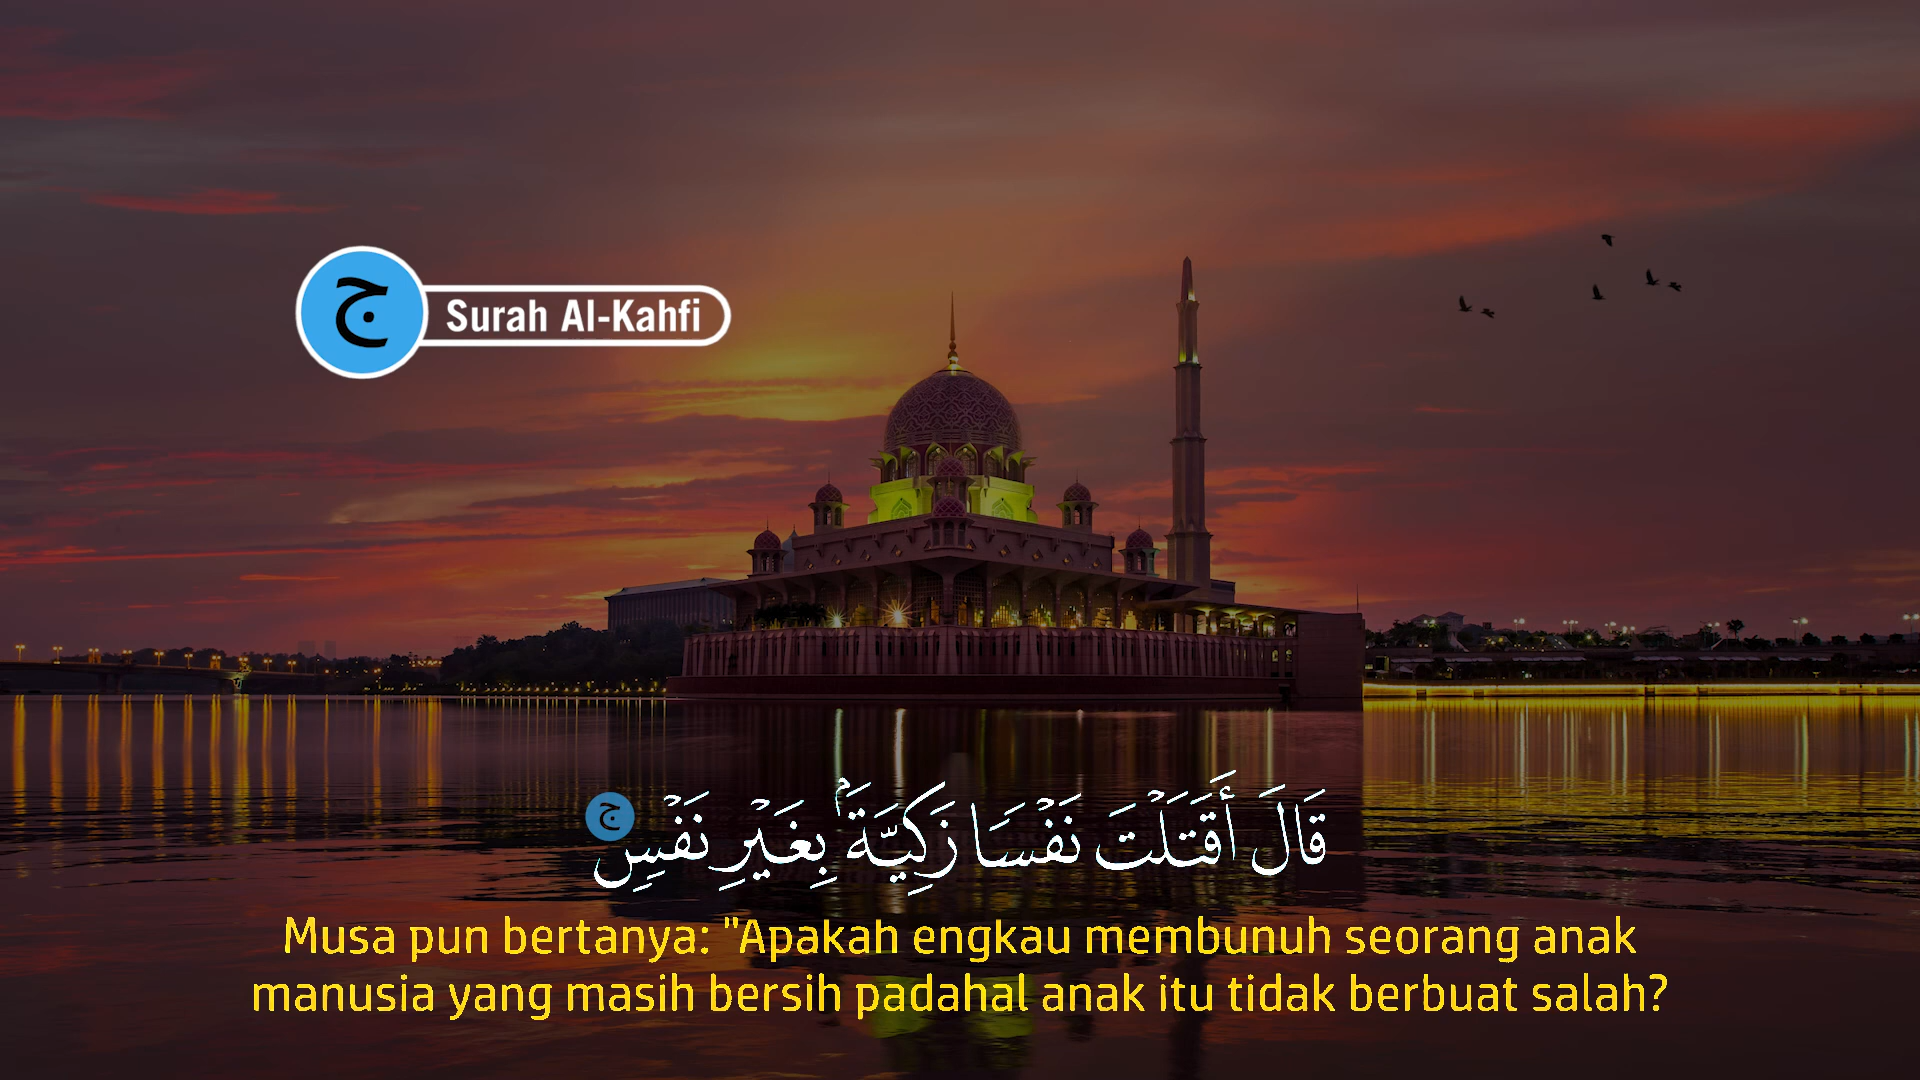 ج
Surah Al-Kahfi
قَالَ أَقَتَلْتَ نَفْسًا زَكِيَّةَۢ بِغَيْرِ نَفْسٍ ج
Musa pun bertanya: "Apakah engkau membunuh seorang anak
manusia yang masih bersih padahal anak itu tidak berbuat salah?